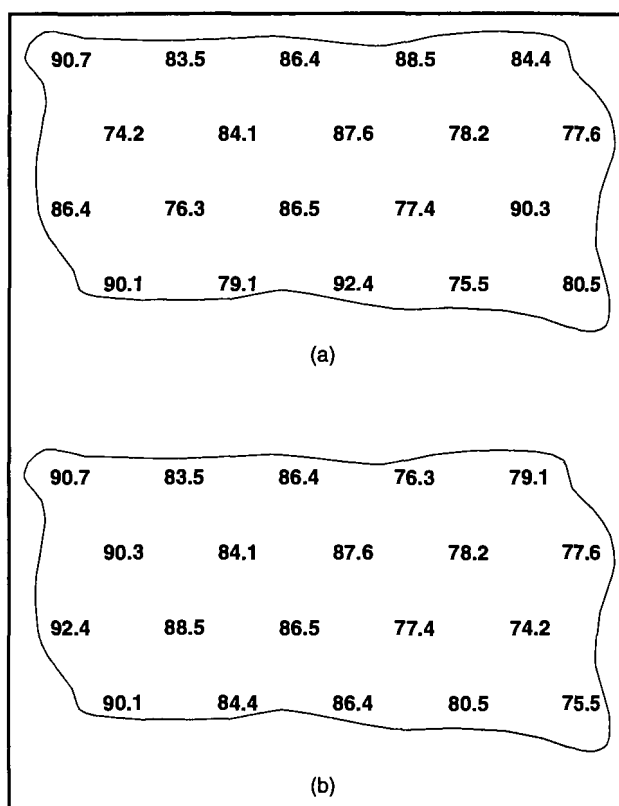 90.7 83.5 86.4 88.5 84.4
74.2 84.1 87.6 78.2 77.6
86.4 76.3 86.5 77.4 90.3
90.1 79.1 92.4 75.5 80.5
(a)
90.7 83.5 86.4 76.3 79.1
90.3 84.1 87.6 78.2 77.6
92.4 88.5 86.5 77.4 74.2
90.1 84.4 86.4 80.5 75.5
(b)